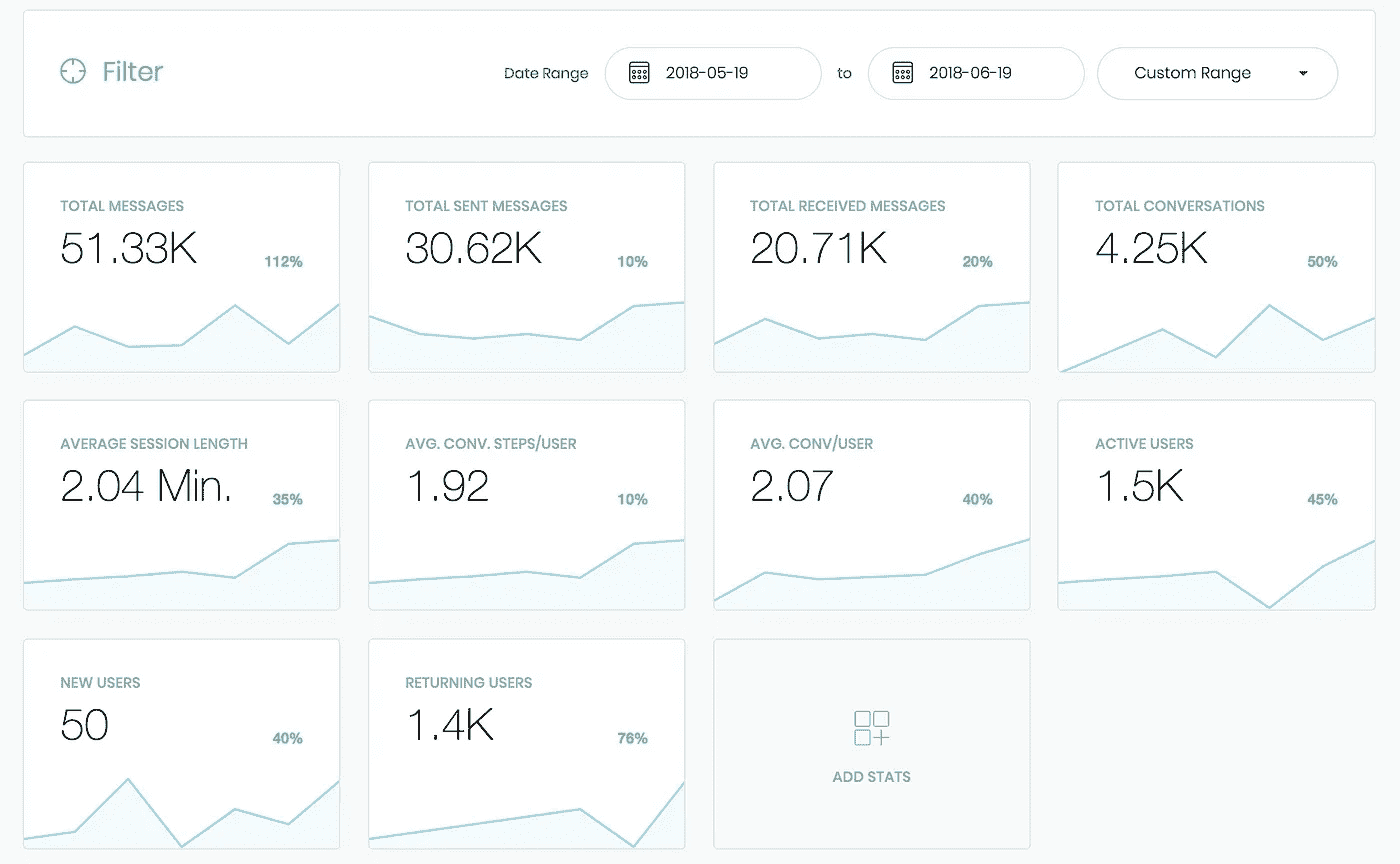 Filter
Date Range 2018-05-19 to 2018-06-19 Custom Range
TOTAL MESSAGES
51.33K 112%
TOTAL SENT MESSAGES
30.62K 10%
TOTAL RECEIVED MESSAGES
20.71K 20%
TOTAL CONVERSATIONS
4.25K 50%
AVERAGE SESSION LENGTH
2.04 Min. 35%
AVG. CONV. STEPS/USER
1.92 10%
AVG. CONV/USER
2.07 40%
ACTIVE USERS
1.5K 45%
NEW USERS
50 40%
RETURNING USERS
1.4K 76%
ADD STATS